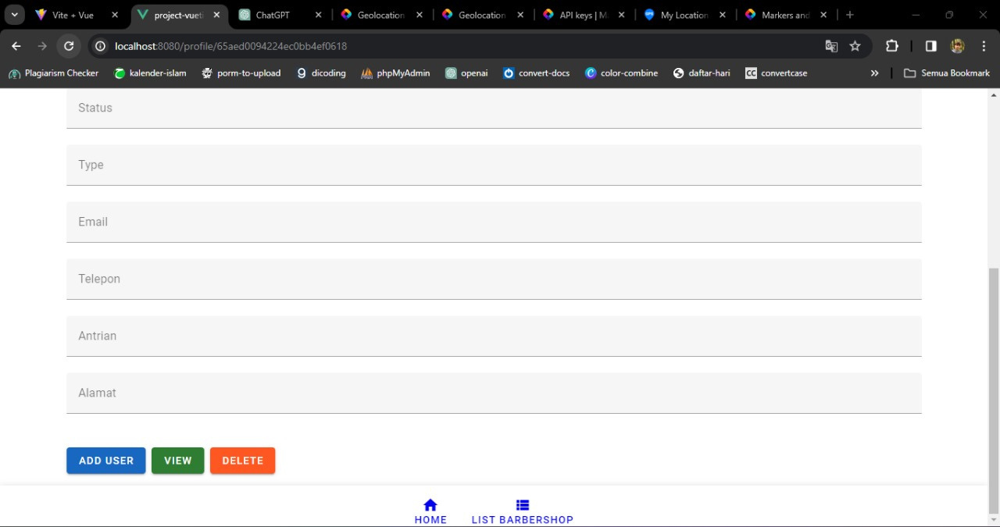 Vite + Vue
project-vueti
ChatGPT
Geolocation
Geolocation
API keys | Ma
My Location
Markers and
localhost:8080/profile/65aed0094224ec0bb4ef0618
Plagiarism Checker
kalender-islam
porm-to-upload
dicoding
phpMyAdmin
openai
convert-docs
color-combine
daftar-hari
CC convertcase
Semua Bookmark
Status
Type
Email
Telepon
Antrian
Alamat
ADD USER
VIEW
DELETE
HOME
LIST BARBERSHOP